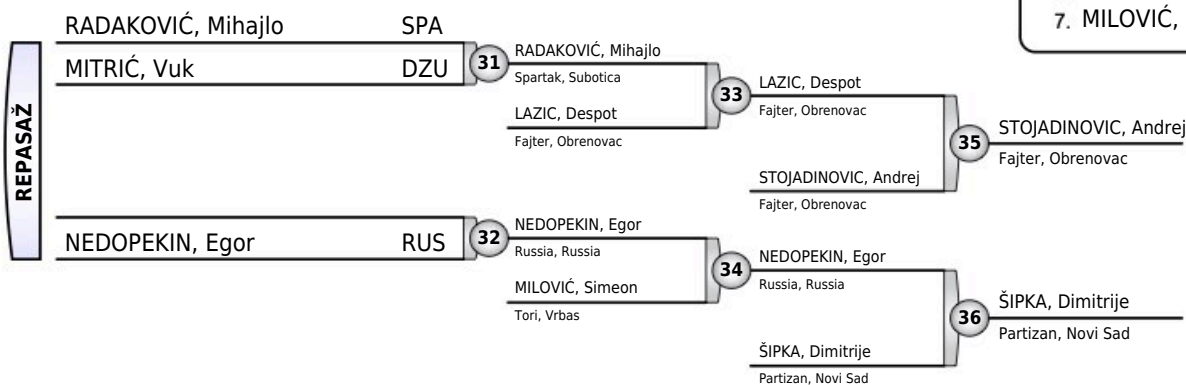 7. MILOVIĆ,
REPASAŽ
RADAKOVIĆ, Mihajlo SPA
MITRIĆ, Vuk DZU
31
RADAKOVIĆ, Mihajlo
Spartak, Subotica
LAZIC, Despot
Fajter, Obrenovac
33
LAZIC, Despot
Fajter, Obrenovac
STOJADINOVIC, Andrej
Fajter, Obrenovac
35
STOJADINOVIC, Andrej
Fajter, Obrenovac
NEDOPEKIN, Egor RUS
32
NEDOPEKIN, Egor
Russia, Russia
MILOVIĆ, Simeon
Tori, Vrbas
34
NEDOPEKIN, Egor
Russia, Russia
ŠIPKA, Dimitrije
Partizan, Novi Sad
36
ŠIPKA, Dimitrije
Partizan, Novi Sad